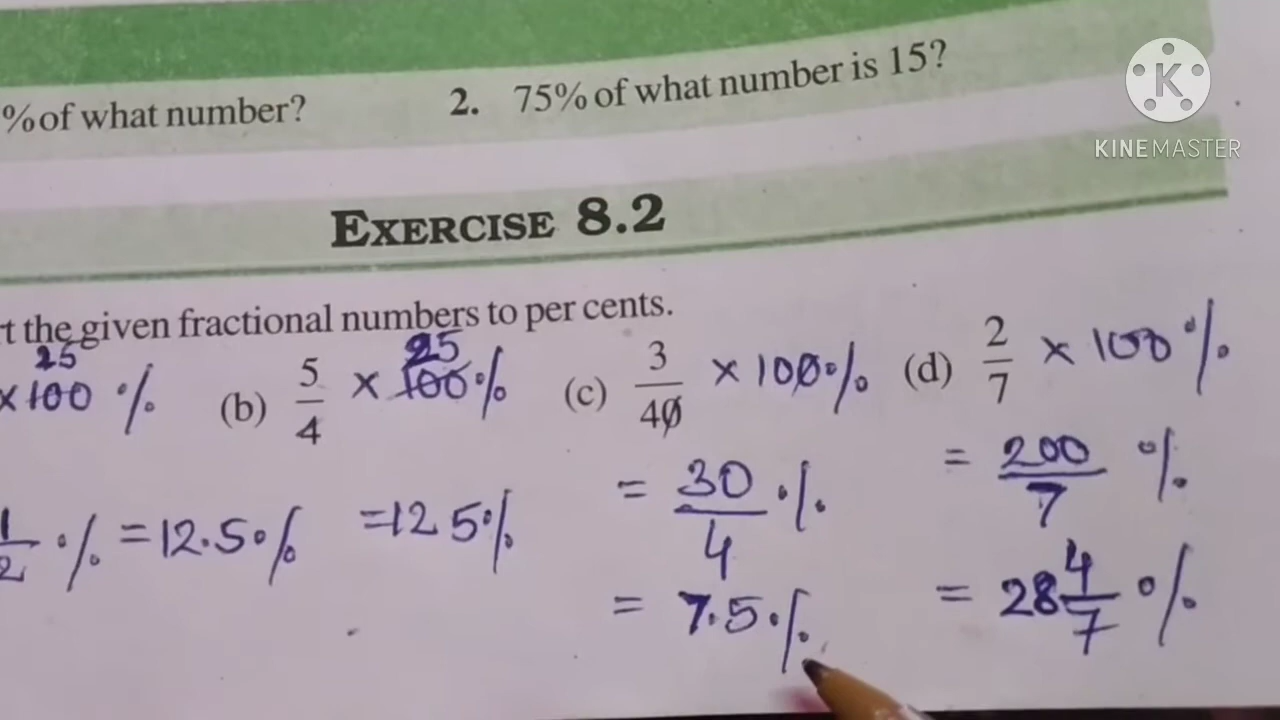 % of what number? 2. 75% of what number is 15?
K
KINEMASTER
EXERCISE 8.2
t the given fractional numbers to per cents.
25
×100 % (b) 5/4 × 100% 25 (c) 3/40 × 100% (d) 2/7 × 100%
1/2 % = 12.5% = 125% = 30/4 % = 200/7 %
= 7.5% = 28 4/7 %